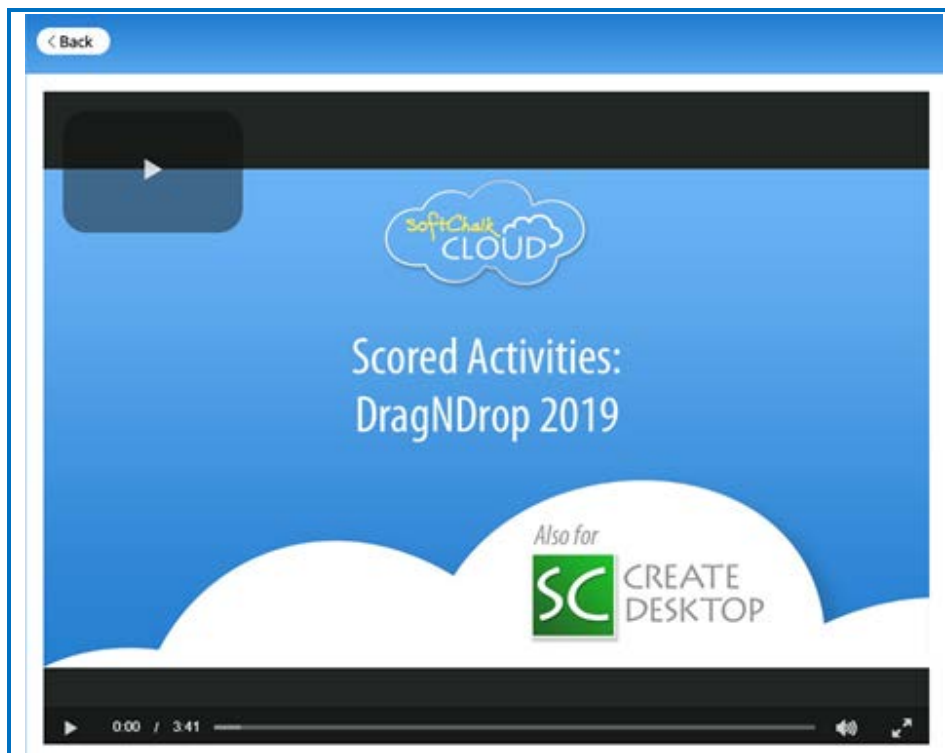 < Back
SoftChalk
CLOUD
Scored Activities:
DragNDrop 2019
Also for
SC CREATE
DESKTOP
0:00 / 3:41